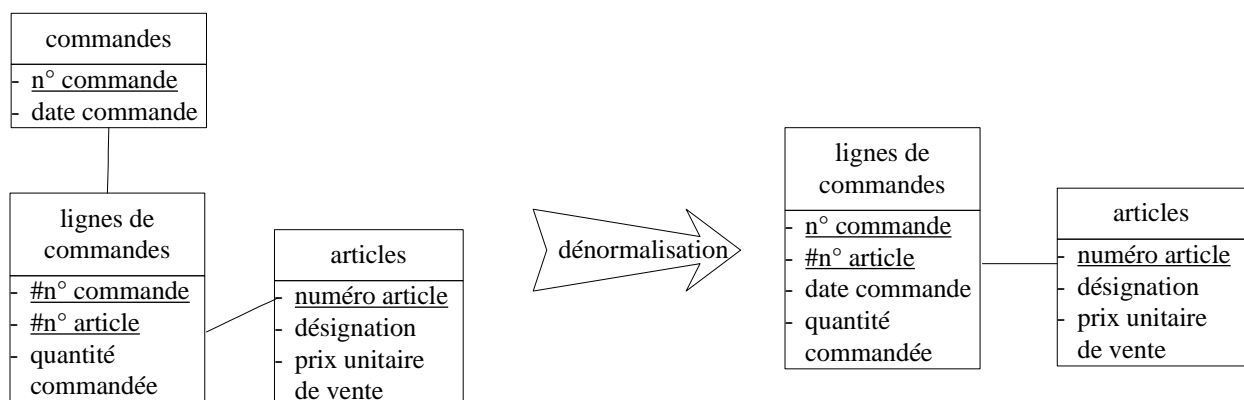 commandes
- n° commande
- date commande
lignes de
commandes
- #n° commande
- #n° article
- quantité
commandée
articles
- numéro article
- désignation
- prix unitaire
de vente
dénormalisation
lignes de
commandes
- n° commande
- #n° article
- date commande
- quantité
commandée
articles
- numéro article
- désignation
- prix unitaire
de vente